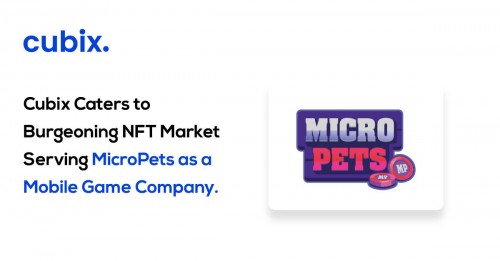 cubix.
Cubix Caters to
Burgeoning NFT Market
Serving MicroPets as a
Mobile Game Company.
MICRO
PETS
MP